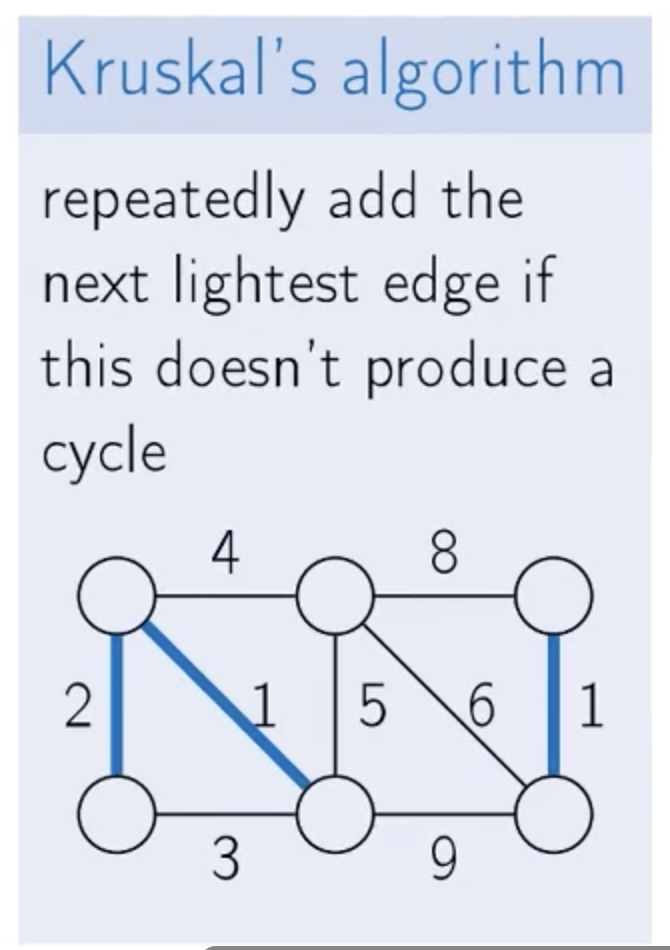 Kruskal's algorithm
repeatedly add the
next lightest edge if
this doesn't produce a
cycle
4 8
2 1 5 6 1
3 9